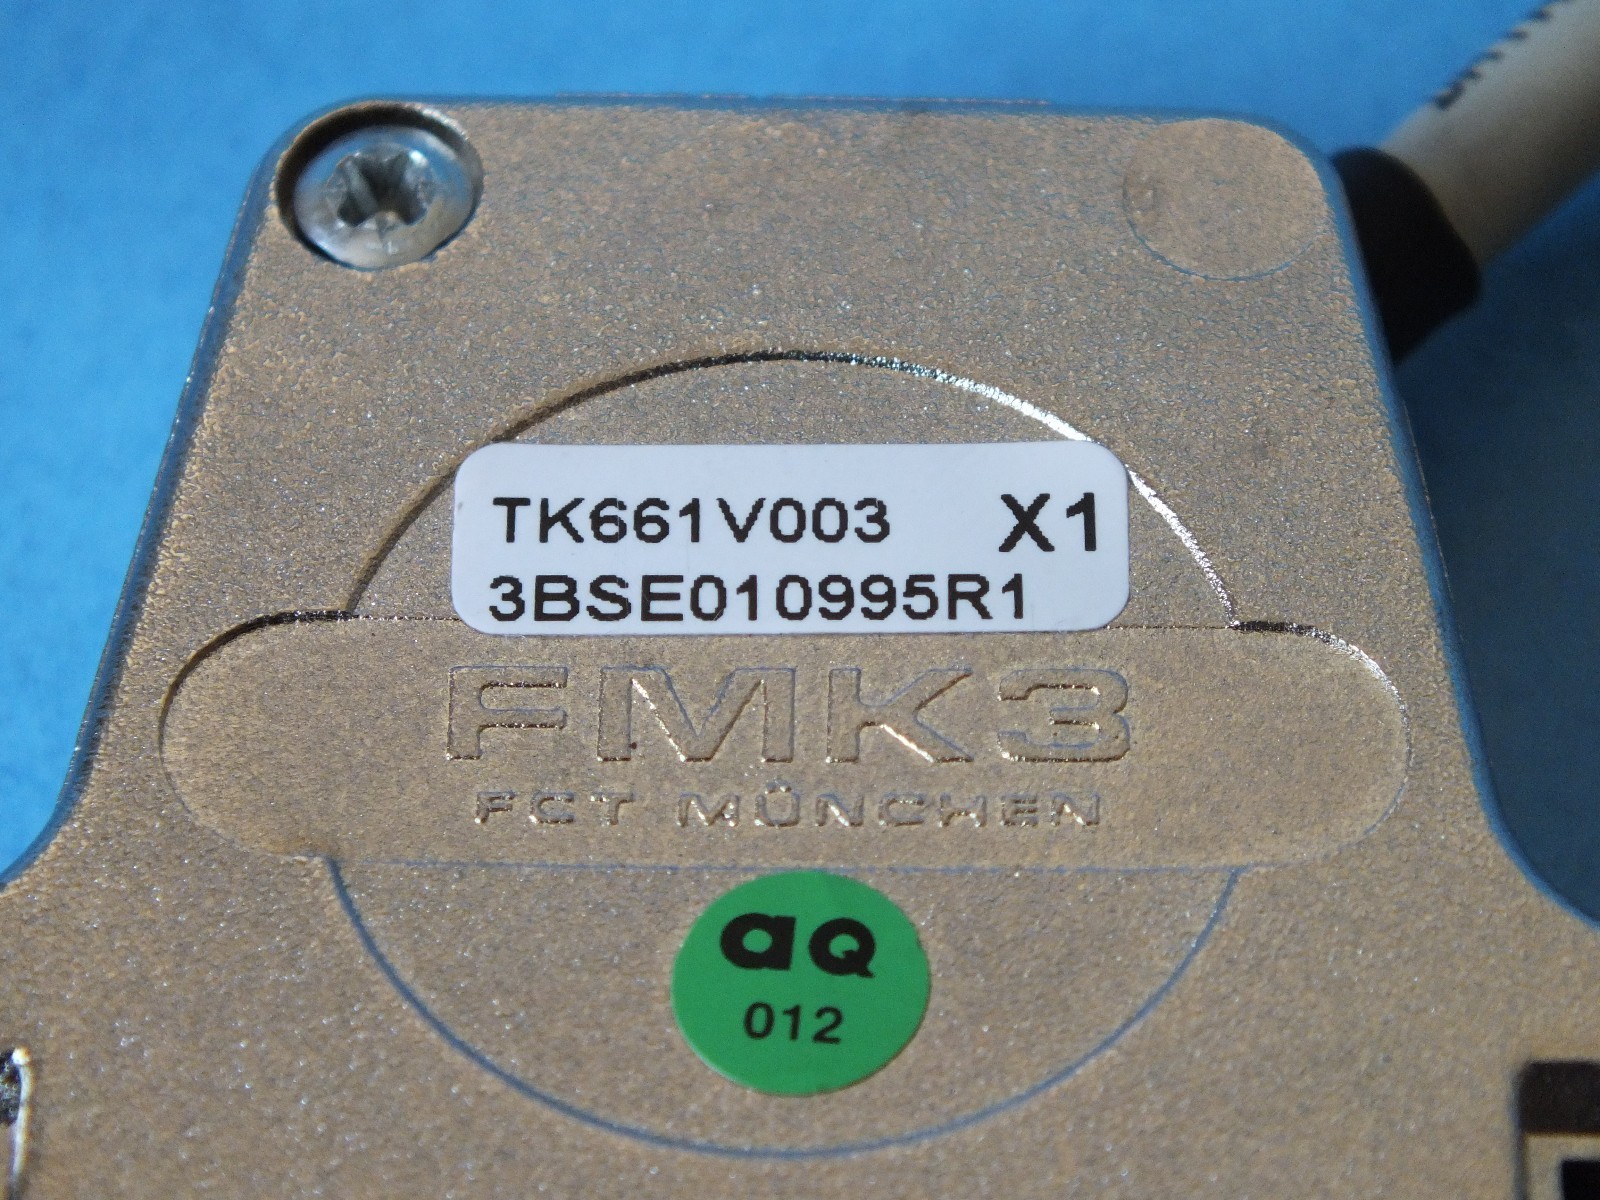 TK661V003 X1
3BSE010995R1
FMK3
FCT MÜNCHEN
aQ
012